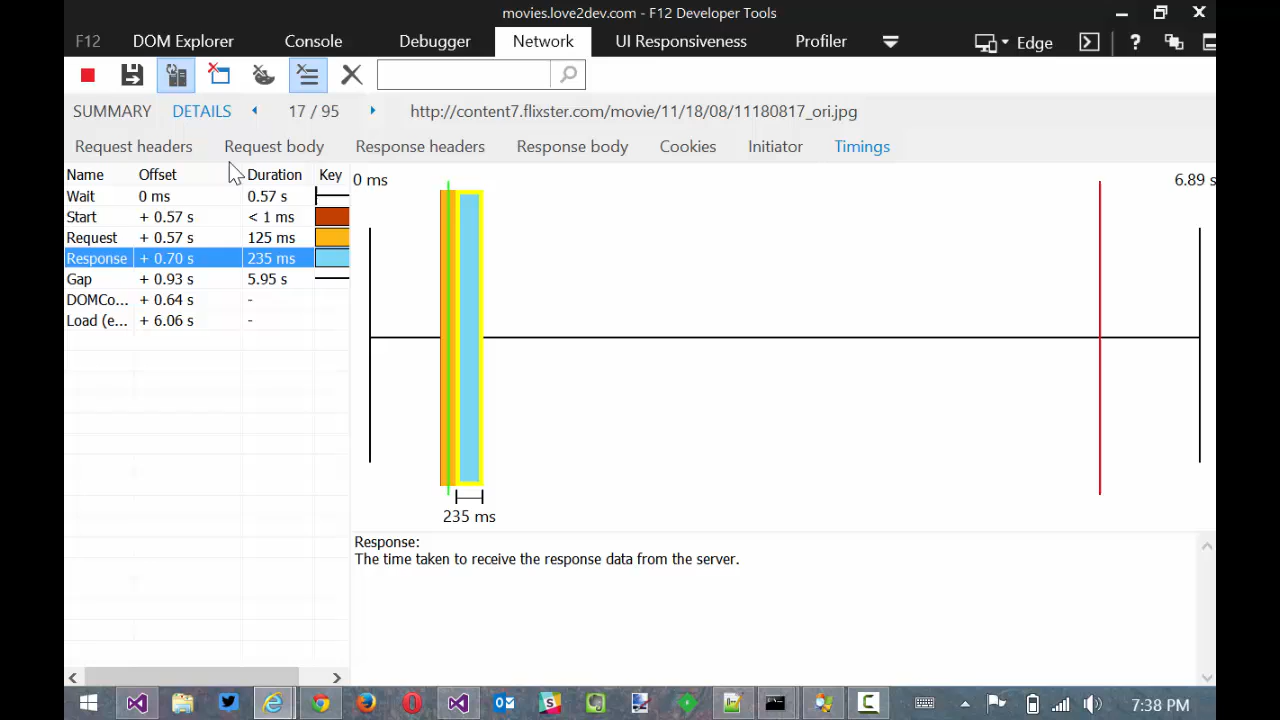 movies.love2dev.com - F12 Developer Tools
F12 DOM Explorer Console Debugger Network UI Responsiveness Profiler Edge ?
SUMMARY DETAILS 17 / 95 http://content7.flixster.com/movie/11/18/08/11180817_ori.jpg
Request headers Request body Response headers Response body Cookies Initiator Timings
Name Offset Duration Key
0 ms 6.89 s
Wait 0 ms 0.57 s
Start + 0.57 s < 1 ms
Request + 0.57 s 125 ms
Response + 0.70 s 235 ms
Gap + 0.93 s 5.95 s
DOMCo... + 0.64 s -
Load (e... + 6.06 s -
235 ms
Response:
The time taken to receive the response data from the server.
7:38 PM